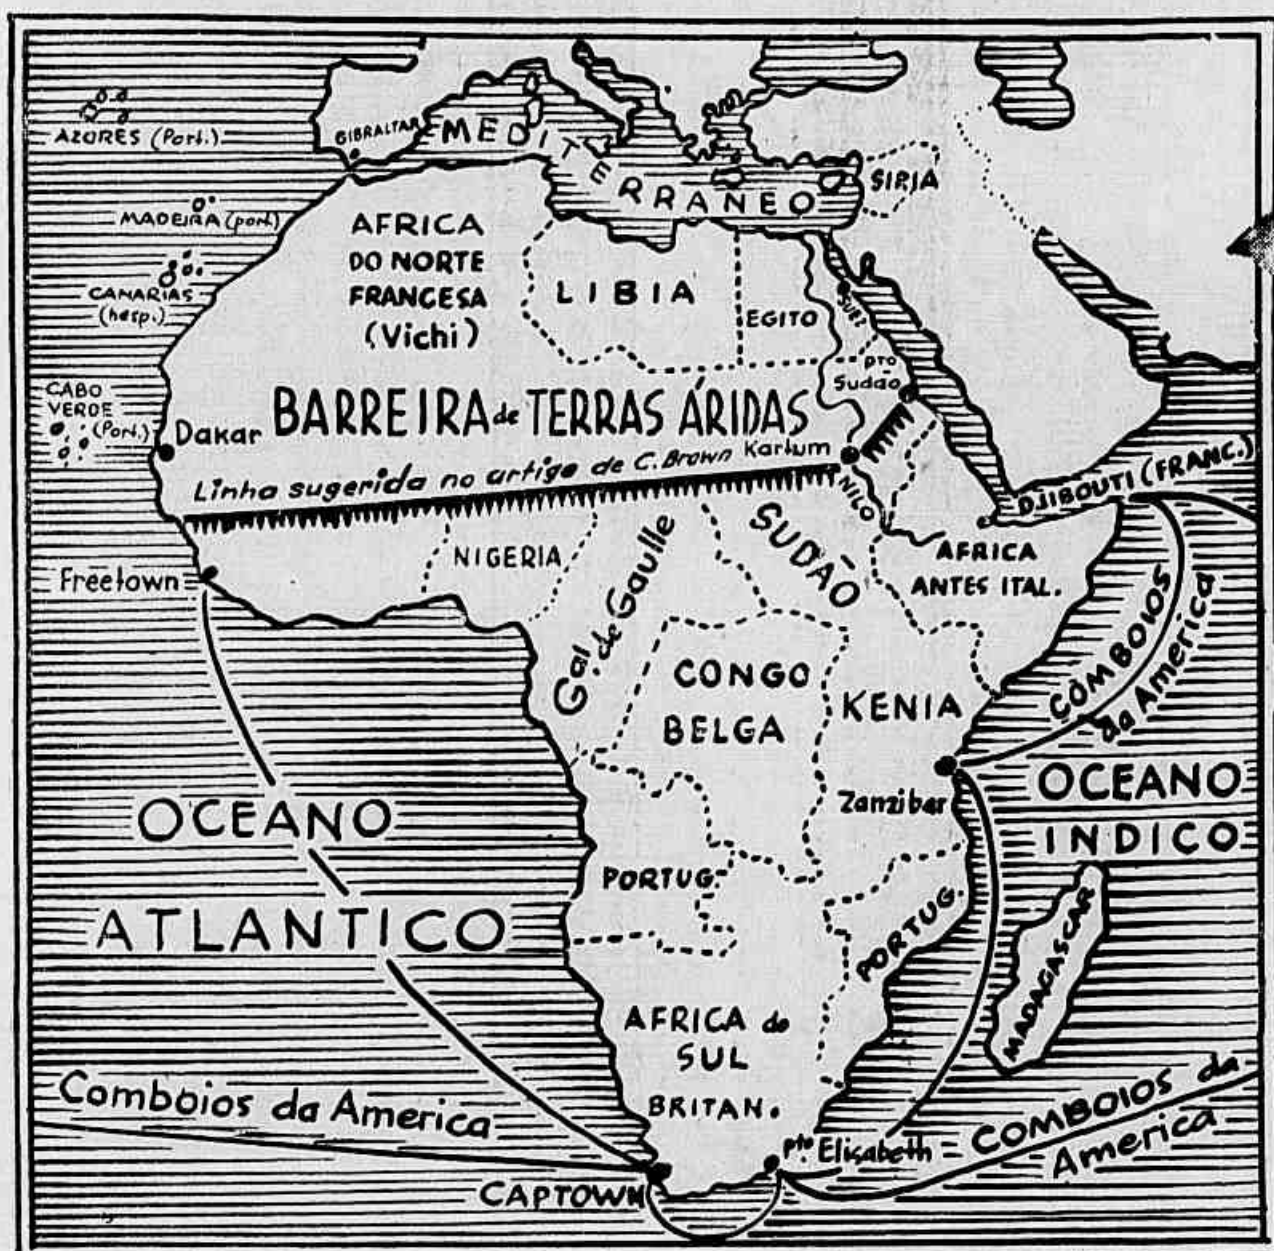 AZORES (Port.)
GIBRALTAR
MEDITERRANEO
SIRIA
MADEIRA (port)
AFRICA
DO NORTE
FRANCESA
(Vichi)
LIBIA
EGITO
SUEZ
CANARIAS
(hesp.)
pto
Sudão
CABO
VERDE
(Port.)
Dakar
BARREIRA de TERRAS ÁRIDAS
Linha sugerida no artigo de C. Brown
Kartum
NILO
DJIBOUTI (FRANC.)
NIGERIA
Gal. de Gaulle
SUDÃO
AFRICA
ANTES ITAL.
Freetown
COMBOIOS
da America
CONGO
BELGA
KENIA
Zanzibar
OCEANO
INDICO
OCEANO
ATLANTICO
PORTUG.
PORTUG.
MADAGASCAR
AFRICA do
SUL
BRITAN.
Comboios da America
pto Elisabeth
COMBOIOS da
America
CAPTOWN